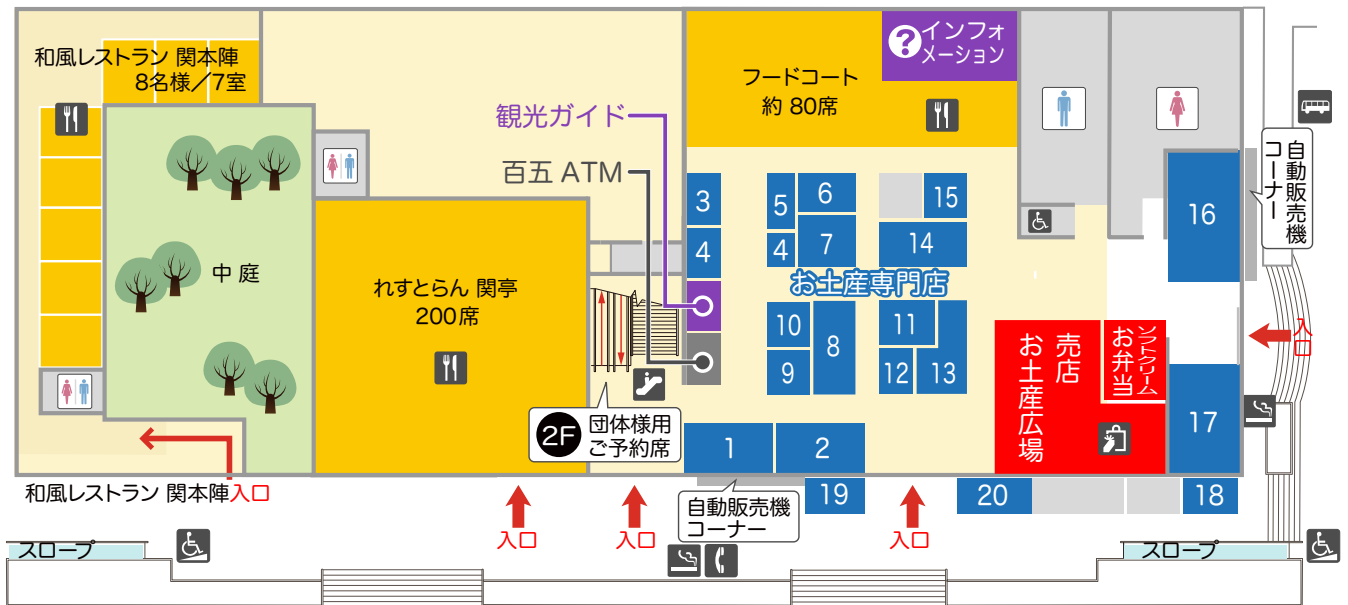 和風レストラン 関本陣
8名様／7室
中庭
れすとらん 関亭
200席
2F
団体様用
ご予約席
和風レストラン 関本陣入口
観光ガイド
百五 ATM
フードコート
約 80席
?
インフォ
メーション
自動販売機
コーナー
3
4
5
6
4
7
15
14
16
お土産専門店
10
9
8
11
12
13
売店
お土産広場
お弁当
ソフトクリーム
17
入口
1
2
19
20
18
自動販売機
コーナー
入口
入口
入口
スロープ
スロープ